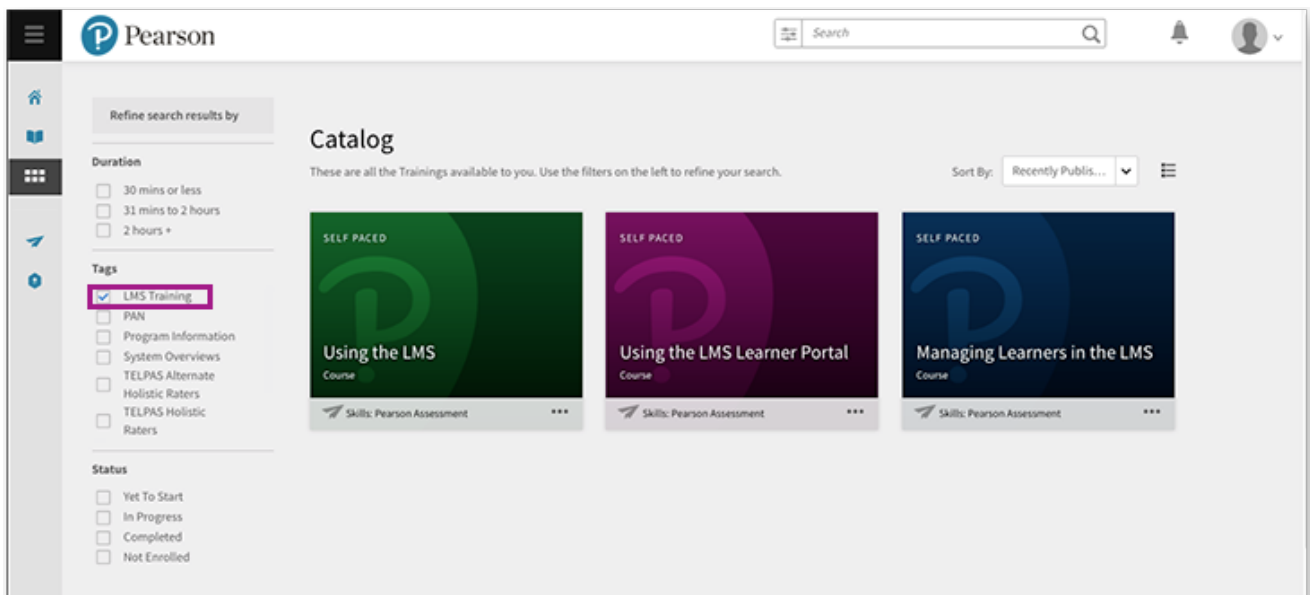 Pearson
Search
Refine search results by
Duration
30 mins or less
31 mins to 2 hours
2 hours +
Tags
LMS Training
PAN
Program Information
System Overviews
TELPAS Alternate
Holistic Raters
TELPAS Holistic
Raters
Status
Yet To Start
In Progress
Completed
Not Enrolled
Catalog
These are all the Trainings available to you. Use the filters on the left to refine your search.
Sort By: Recently Publis...
SELF PACED
Using the LMS
Course
Skills: Pearson Assessment
SELF PACED
Using the LMS Learner Portal
Course
Skills: Pearson Assessment
SELF PACED
Managing Learners in the LMS
Course
Skills: Pearson Assessment